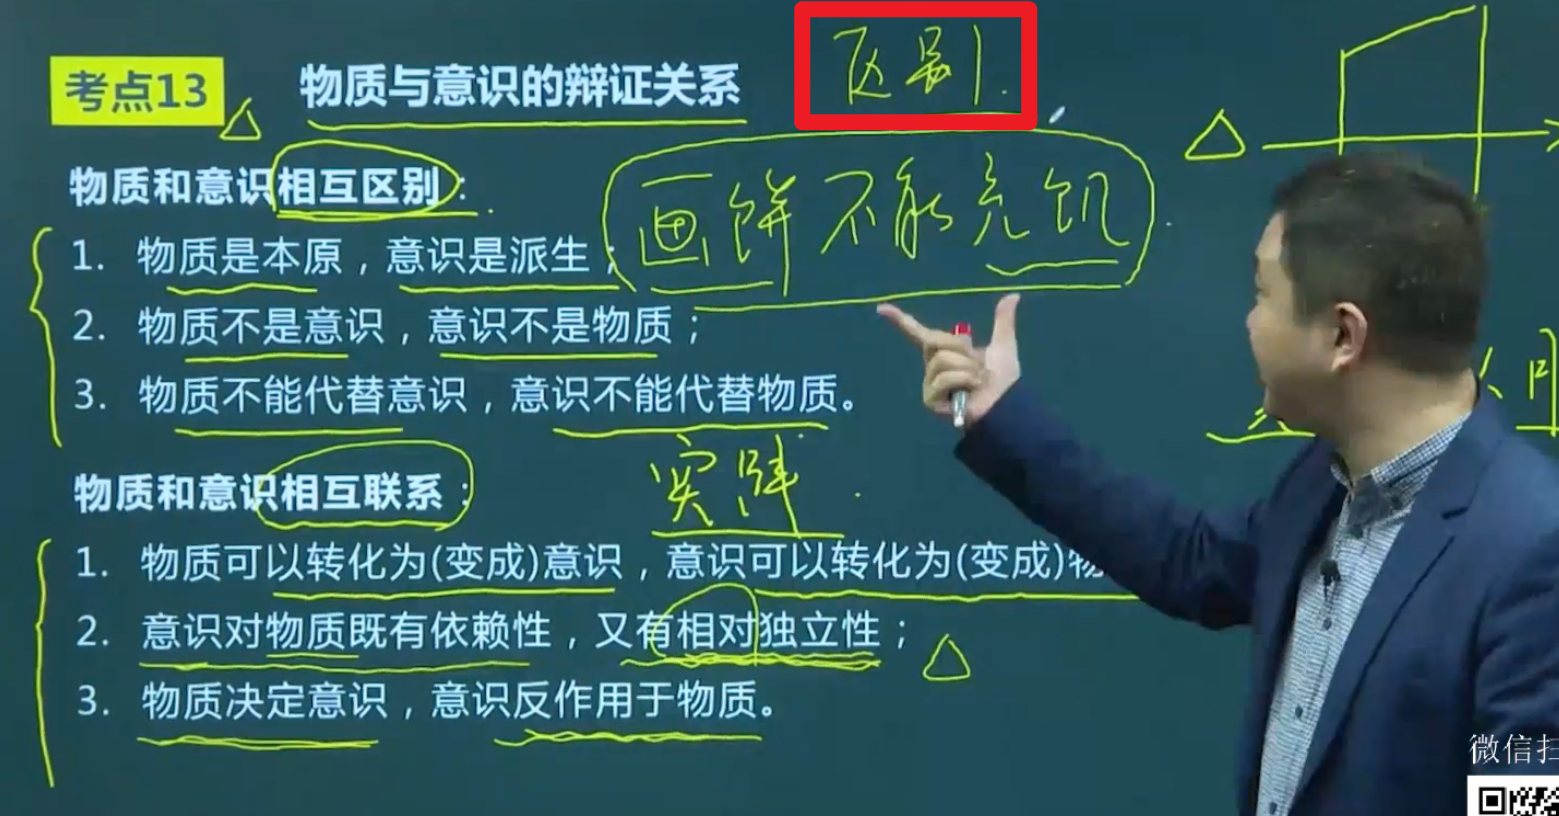 区别
考点13 物质与意识的辩证关系
物质和意识相互区别：
画饼不能充饥
1. 物质是本原，意识是派生；
2. 物质不是意识，意识不是物质；
3. 物质不能代替意识，意识不能代替物质。
物质和意识相互联系：
实践
1. 物质可以转化为(变成)意识，意识可以转化为(变成)物
2. 意识对物质既有依赖性，又有相对独立性；
3. 物质决定意识，意识反作用于物质。
微信扫